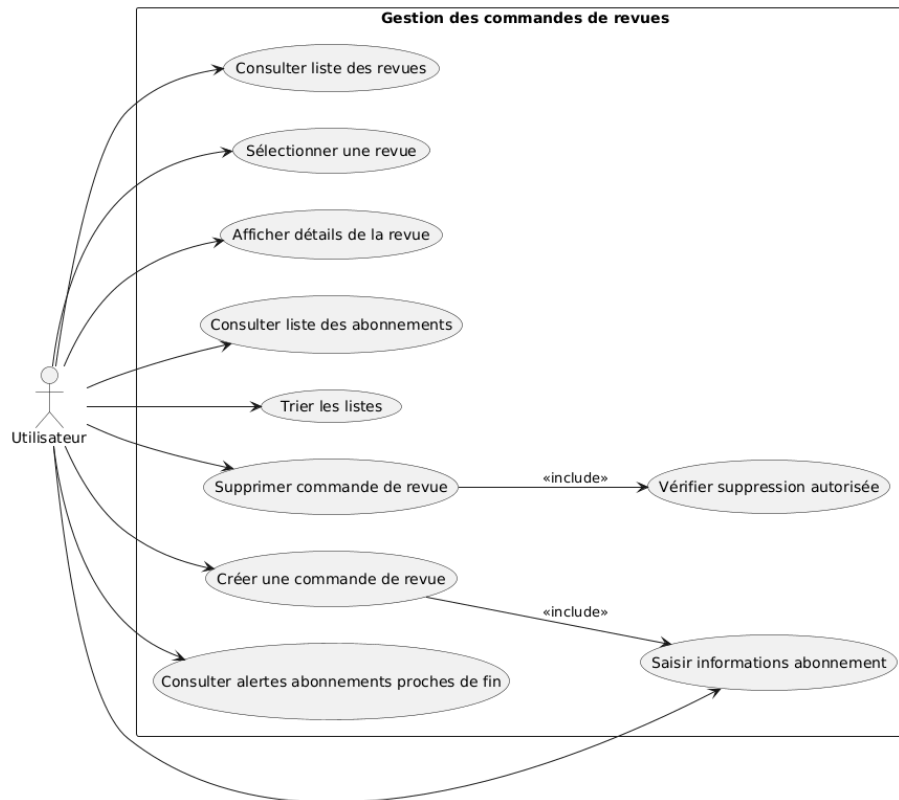 Gestion des commandes de revues
Consulter liste des revues
Sélectionner une revue
Afficher détails de la revue
Consulter liste des abonnements
Trier les listes
Utilisateur
Supprimer commande de revue
«include»
Vérifier suppression autorisée
Créer une commande de revue
«include»
Saisir informations abonnement
Consulter alertes abonnements proches de fin